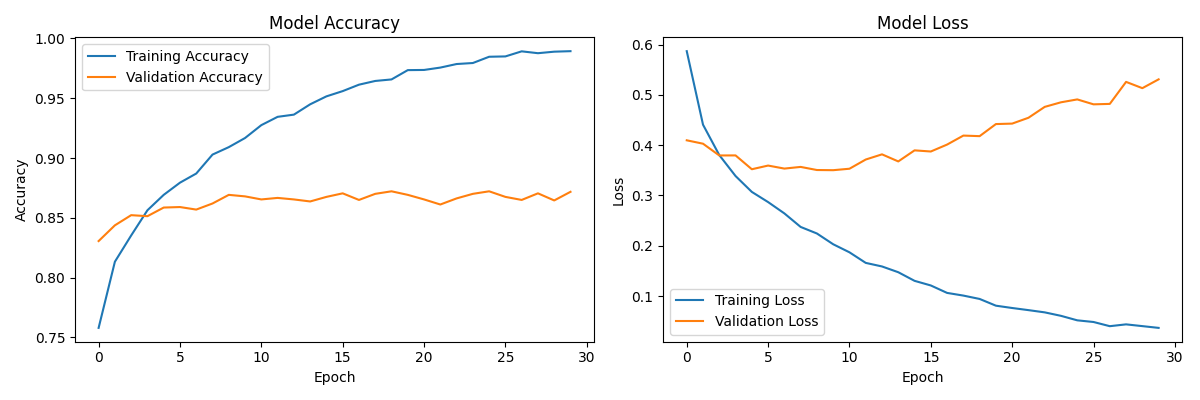 Model Accuracy
1.00
0.95
0.90
0.85
0.80
0.75
Accuracy
Training Accuracy
Validation Accuracy
0 5 10 15 20 25 30
Epoch
Model Loss
0.6
0.5
0.4
0.3
0.2
0.1
Loss
Training Loss
Validation Loss
0 5 10 15 20 25 30
Epoch